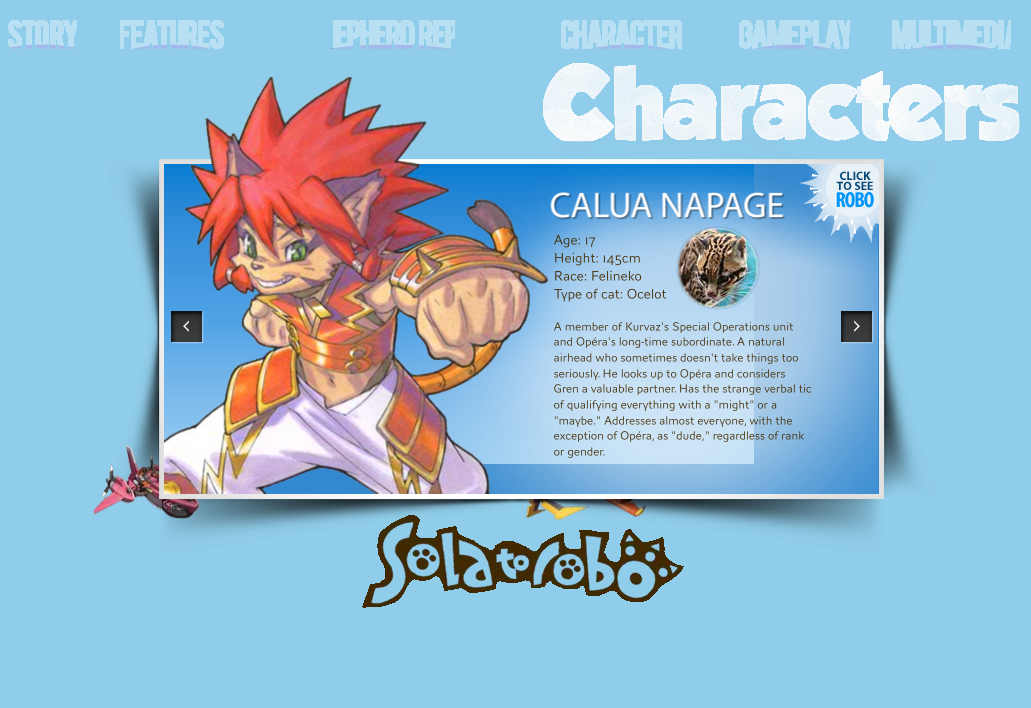 STORY FEATURES EPHERD REP CHARACTER GAMEPLAY MULTIMEDIA
Characters
CLICK
TO SEE
ROBO
CALUA NAPAGE
Age: 17
Height: 145cm
Race: Felineko
Type of cat: Ocelot
A member of Kurvaz's Special Operations unit
and Opéra's long-time subordinate. A natural
airhead who sometimes doesn't take things too
seriously. He looks up to Opéra and considers
Gren a valuable partner. Has the strange verbal tic
of qualifying everything with a "might" or a
"maybe." Addresses almost everyone, with the
exception of Opéra, as "dude," regardless of rank
or gender.
Solatorobo